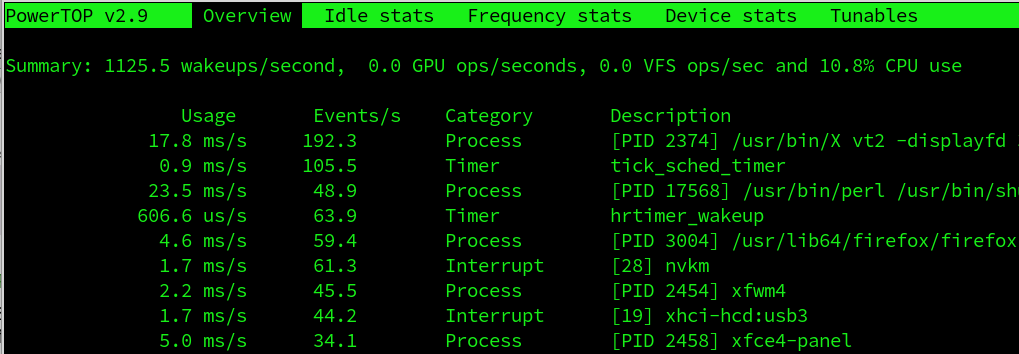 PowerTOP v2.9 Overview Idle stats Frequency stats Device stats Tunables
Summary: 1125.5 wakeups/second, 0.0 GPU ops/seconds, 0.0 VFS ops/sec and 10.8% CPU use
Usage Events/s Category Description
17.8 ms/s 192.3 Process [PID 2374] /usr/bin/X vt2 -displayfd
0.9 ms/s 105.5 Timer tick_sched_timer
23.5 ms/s 48.9 Process [PID 17568] /usr/bin/perl /usr/bin/shu
606.6 us/s 63.9 Timer hrtimer_wakeup
4.6 ms/s 59.4 Process [PID 3004] /usr/lib64/firefox/firefox
1.7 ms/s 61.3 Interrupt [28] nvkm
2.2 ms/s 45.5 Process [PID 2454] xfwm4
1.7 ms/s 44.2 Interrupt [19] xhci-hcd:usb3
5.0 ms/s 34.1 Process [PID 2458] xfce4-panel